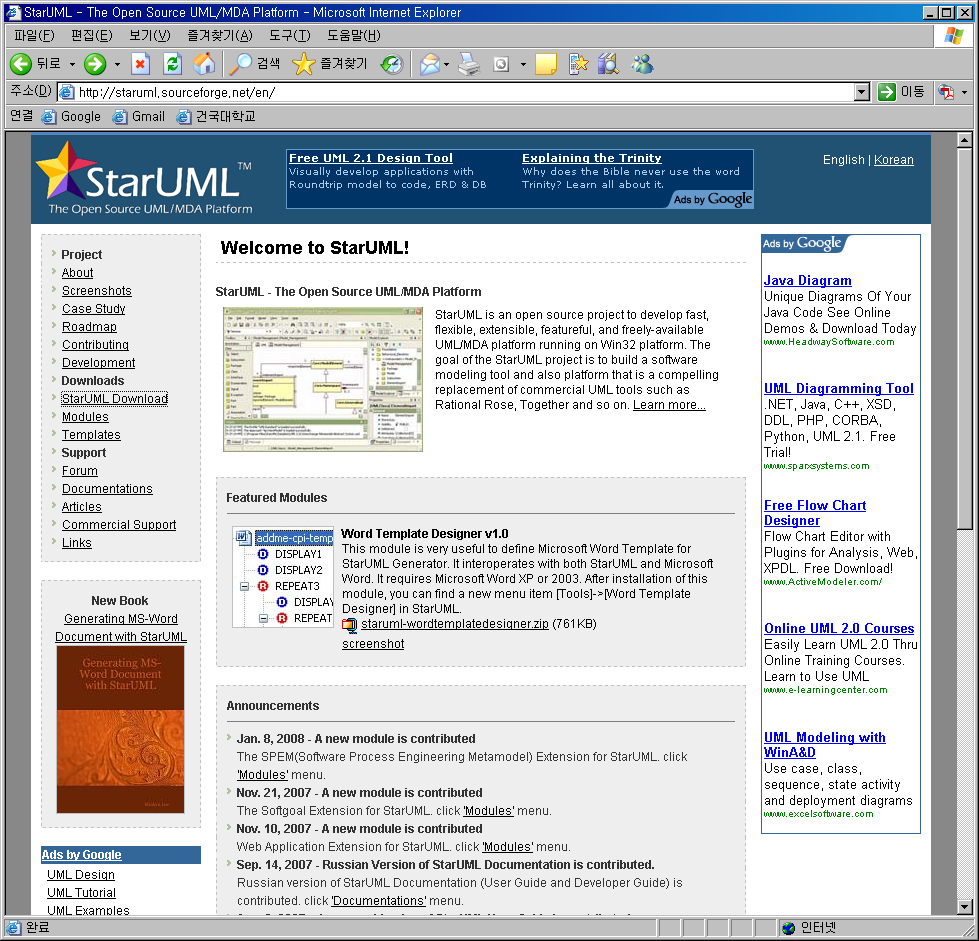 StarUML - The Open Source UML/MDA Platform - Microsoft Internet Explorer
파일(F) 편집(E) 보기(V) 즐겨찾기(A) 도구(T) 도움말(H)
뒤로 검색 즐겨찾기
주소(D) http://staruml.sourceforge.net/en/ 이동
연결 Google Gmail 건국대학교
StarUML™
The Open Source UML/MDA Platform
Free UML 2.1 Design Tool
Visually develop applications with
Roundtrip model to code, ERD & DB
Explaining the Trinity
Why does the Bible never use the word
Trinity? Learn all about it.
Ads by Google
English | Korean
Project
About
Screenshots
Case Study
Roadmap
Contributing
Development
Downloads
StarUML Download
Modules
Templates
Support
Forum
Documentations
Articles
Commercial Support
Links
New Book
Generating MS-Word
Document with StarUML
Generating MS-
Word Document
with StarUML
Ads by Google
UML Design
UML Tutorial
UML Examples
Welcome to StarUML!
StarUML - The Open Source UML/MDA Platform
StarUML is an open source project to develop fast,
flexible, extensible, featureful, and freely-available
UML/MDA platform running on Win32 platform. The
goal of the StarUML project is to build a software
modeling tool and also platform that is a compelling
replacement of commercial UML tools such as
Rational Rose, Together and so on. Learn more...
Featured Modules
addme-cpi-temp
DISPLAY1
DISPLAY2
REPEAT3
DISPLAY
REPEAT
Word Template Designer v1.0
This module is very useful to define Microsoft Word Template for
StarUML Generator. It interoperates with both StarUML and Microsoft
Word. It requires Microsoft Word XP or 2003. After installation of this
module, you can find a new menu item [Tools]->[Word Template
Designer] in StarUML.
staruml-wordtemplatedesigner.zip (761KB)
screenshot
Announcements
Jan. 8, 2008 - A new module is contributed
The SPEM(Software Process Engineering Metamodel) Extension for StarUML. click
'Modules' menu.
Nov. 21, 2007 - A new module is contributed
The Softgoal Extension for StarUML. click 'Modules' menu.
Nov. 10, 2007 - A new module is contributed
Web Application Extension for StarUML. click 'Modules' menu.
Sep. 14, 2007 - Russian Version of StarUML Documentation is contributed.
Russian version of StarUML Documentation (User Guide and Developer Guide) is
contributed. click 'Documentations' menu.
Ads by Google
Java Diagram
Unique Diagrams Of Your
Java Code See Online
Demos & Download Today
www.HeadwaySoftware.com
UML Diagramming Tool
.NET, Java, C++, XSD,
DDL, PHP, CORBA,
Python, UML 2.1. Free
Trial!
www.sparxsystems.com
Free Flow Chart
Designer
Flow Chart Editor with
Plugins for Analysis, Web,
XPDL. Free Download!
www.ActiveModeler.com/
Online UML 2.0 Courses
Easily Learn UML 2.0 Thru
Online Training Courses.
Learn to Use UML
www.e-learningcenter.com
UML Modeling with
WinA&D
Use case, class,
sequence, state activity
and deployment diagrams
www.excelsoftware.com
완료 인터넷